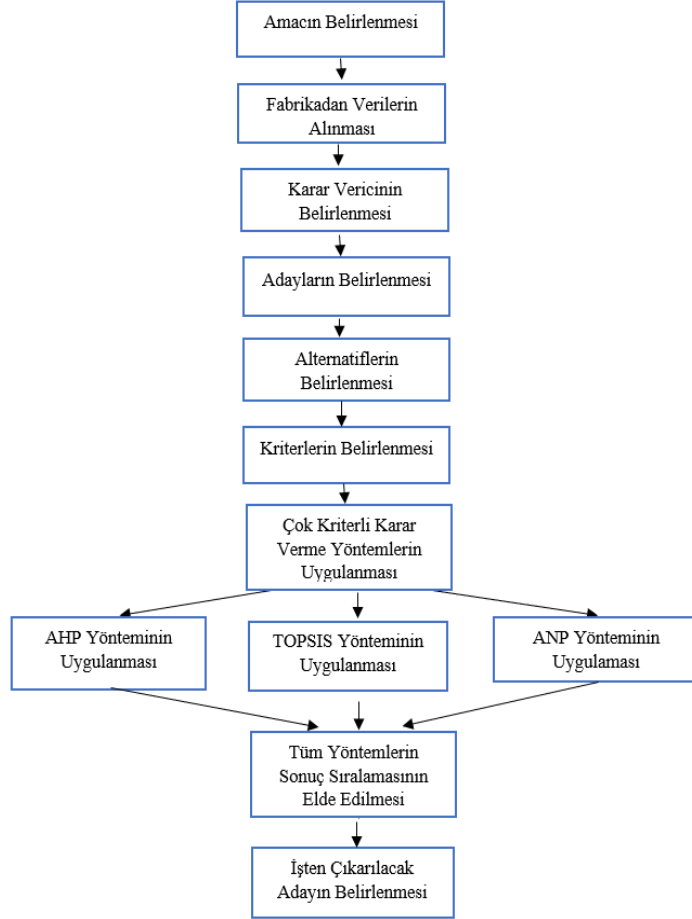 Amacın Belirlenmesi
Fabrikadan Verilerin
Alınması
Karar Vericinin
Belirlenmesi
Adayların Belirlenmesi
Alternatiflerin
Belirlenmesi
Kriterlerin Belirlenmesi
Çok Kriterli Karar
Verme Yöntemlerin
Uygulanması
AHP Yönteminin
Uygulanması
TOPSIS Yönteminin
Uygulanması
ANP Yönteminin
Uygulaması
Tüm Yöntemlerin
Sonuç Sıralamasının
Elde Edilmesi
İşten Çıkarılacak
Adayın Belirlenmesi